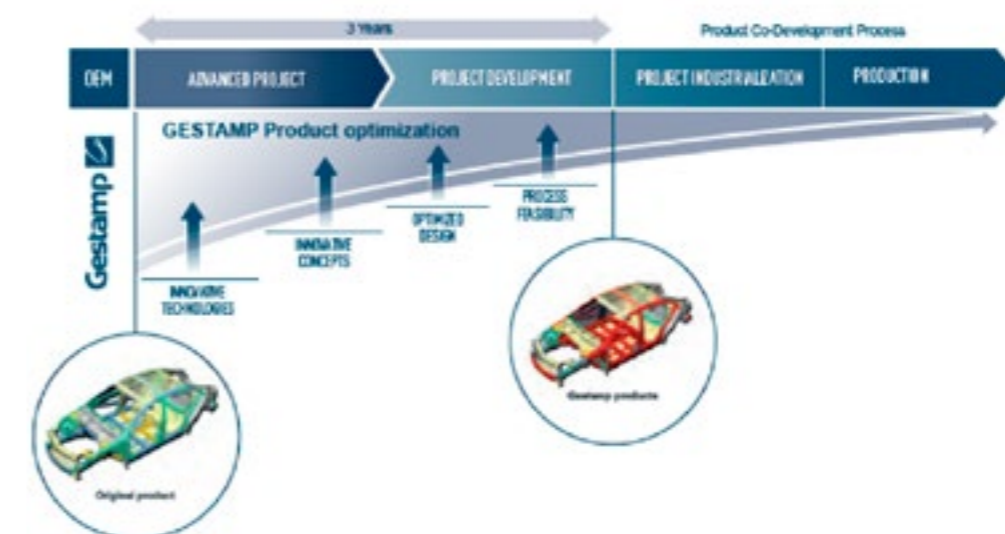 3 Years
Product Co-Development Process
OEM
ADVANCED PROJECT
PROJECT DEVELOPMENT
PROJECT INDUSTRIALIZATION
PRODUCTION
Gestamp
GESTAMP Product optimization
PROCESS
FEASIBILITY
OPTIMIZED
DESIGN
INNOVATIVE
CONCEPTS
INNOVATIVE
TECHNOLOGIES
Gestamp products
Original product